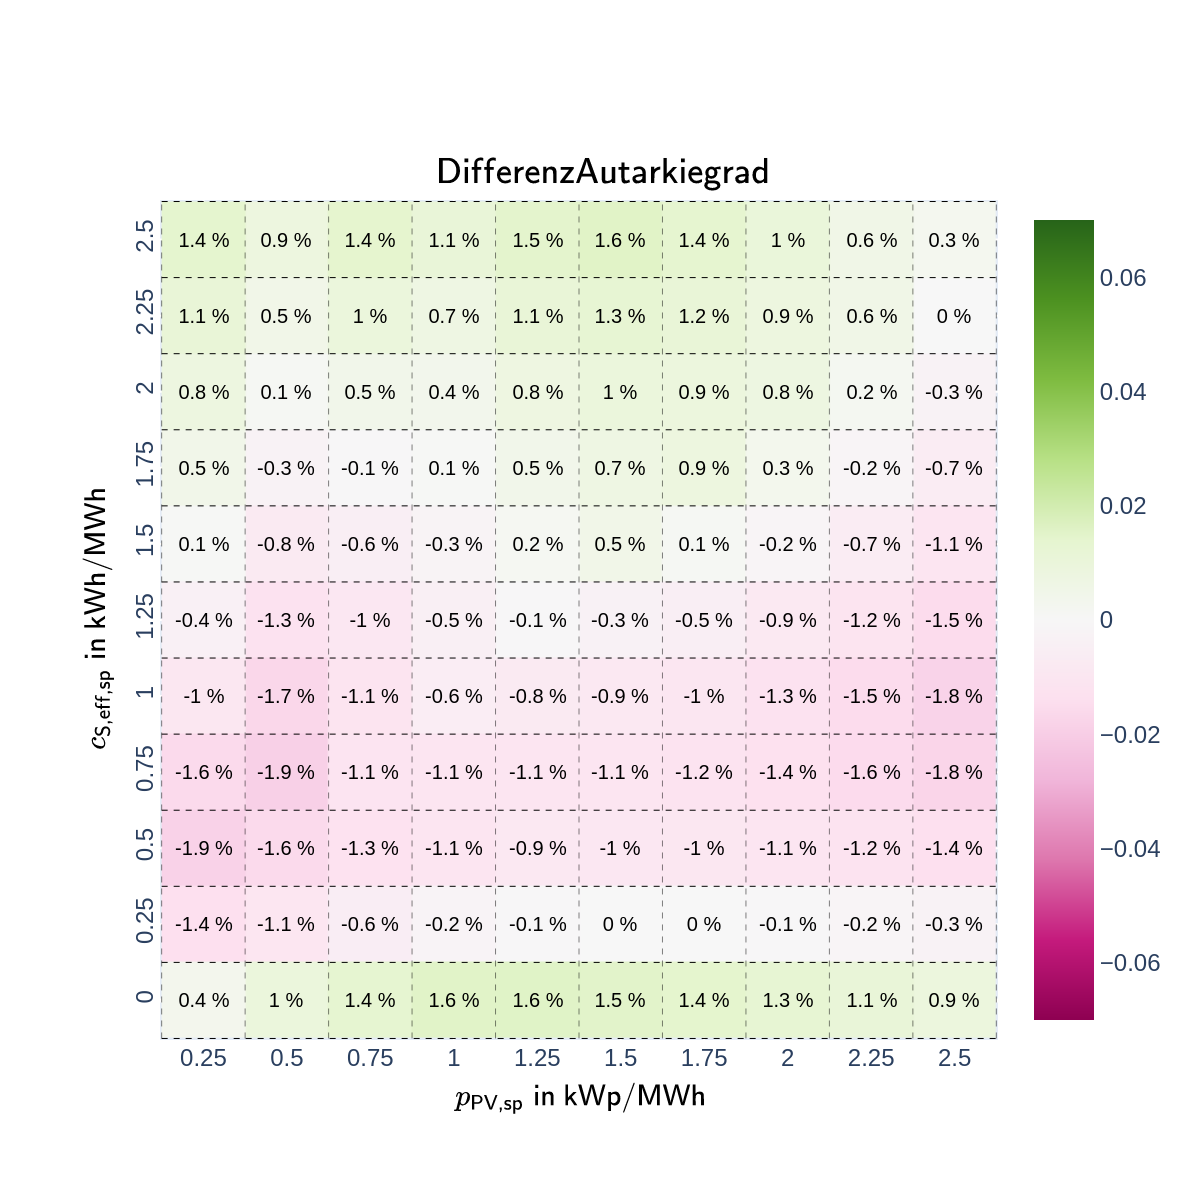 DifferenzAutarkiegrad
2.5 1.4 % 0.9 % 1.4 % 1.1 % 1.5 % 1.6 % 1.4 % 1 % 0.6 % 0.3 %
2.25 1.1 % 0.5 % 1 % 0.7 % 1.1 % 1.3 % 1.2 % 0.9 % 0.6 % 0 %
2 0.8 % 0.1 % 0.5 % 0.4 % 0.8 % 1 % 0.9 % 0.8 % 0.2 % -0.3 %
1.75 0.5 % -0.3 % -0.1 % 0.1 % 0.5 % 0.7 % 0.9 % 0.3 % -0.2 % -0.7 %
1.5 0.1 % -0.8 % -0.6 % -0.3 % 0.2 % 0.5 % 0.1 % -0.2 % -0.7 % -1.1 %
1.25 -0.4 % -1.3 % -1 % -0.5 % -0.1 % -0.3 % -0.5 % -0.9 % -1.2 % -1.5 %
1 -1 % -1.7 % -1.1 % -0.6 % -0.8 % -0.9 % -1 % -1.3 % -1.5 % -1.8 %
0.75 -1.6 % -1.9 % -1.1 % -1.1 % -1.1 % -1.1 % -1.2 % -1.4 % -1.6 % -1.8 %
0.5 -1.9 % -1.6 % -1.3 % -1.1 % -0.9 % -1 % -1 % -1.1 % -1.2 % -1.4 %
0.25 -1.4 % -1.1 % -0.6 % -0.2 % -0.1 % 0 % 0 % -0.1 % -0.2 % -0.3 %
0 0.4 % 1 % 1.4 % 1.6 % 1.6 % 1.5 % 1.4 % 1.3 % 1.1 % 0.9 %
0.25 0.5 0.75 1 1.25 1.5 1.75 2 2.25 2.5
p PV,sp in kWp/MWh
c S,eff,sp in kWh/MWh
0.06
0.04
0.02
0
−0.02
−0.04
−0.06